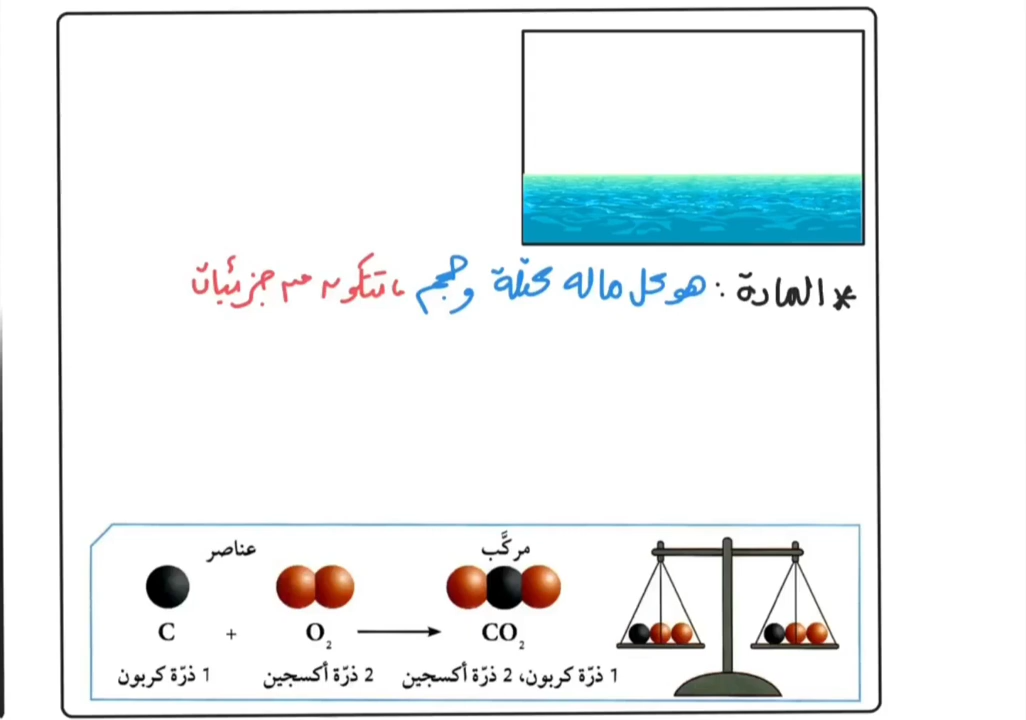 * المادة : هو كل ماله كتلة وحجم ، تتكون من جزيئات
عناصر
مركَّب
C + O₂ → CO₂
1 ذرّة كربون
2 ذرّة أكسجين
1 ذرّة كربون، 2 ذرّة أكسجين